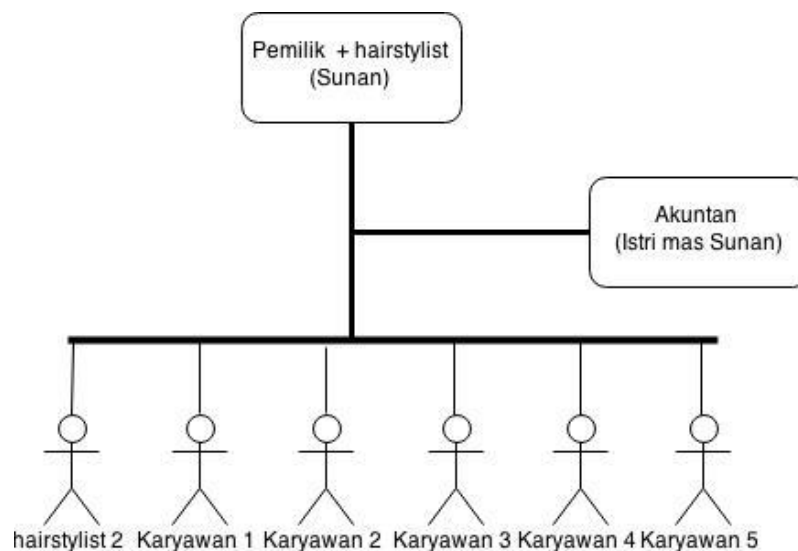 Pemilik + hairstylist
(Sunan)
Akuntan
(Istri mas Sunan)
hairstylist 2 Karyawan 1 Karyawan 2 Karyawan 3 Karyawan 4 Karyawan 5